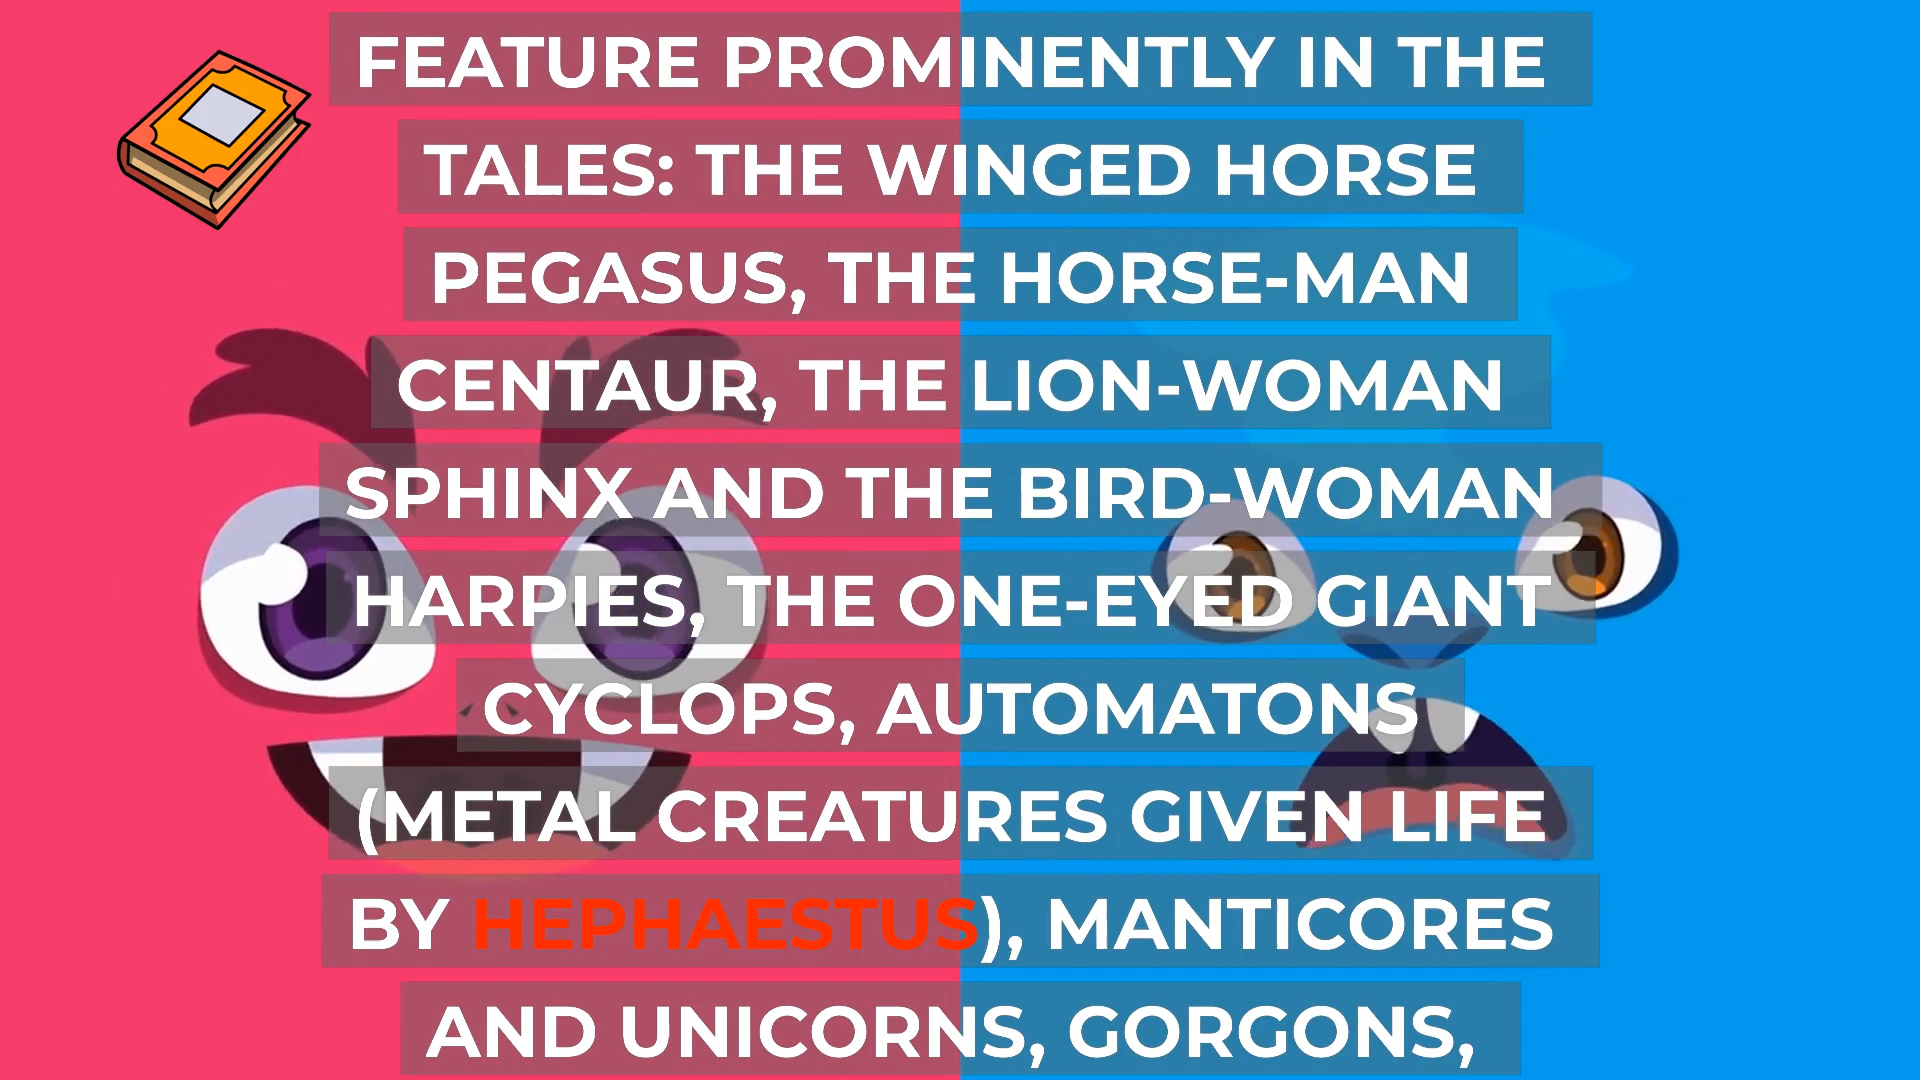 FEATURE PROMINENTLY IN THE
TALES: THE WINGED HORSE
PEGASUS, THE HORSE-MAN
CENTAUR, THE LION-WOMAN
SPHINX AND THE BIRD-WOMAN
HARPIES, THE ONE-EYED GIANT
CYCLOPS, AUTOMATONS
(METAL CREATURES GIVEN LIFE
BY HEPHAESTUS), MANTICORES
AND UNICORNS, GORGONS,